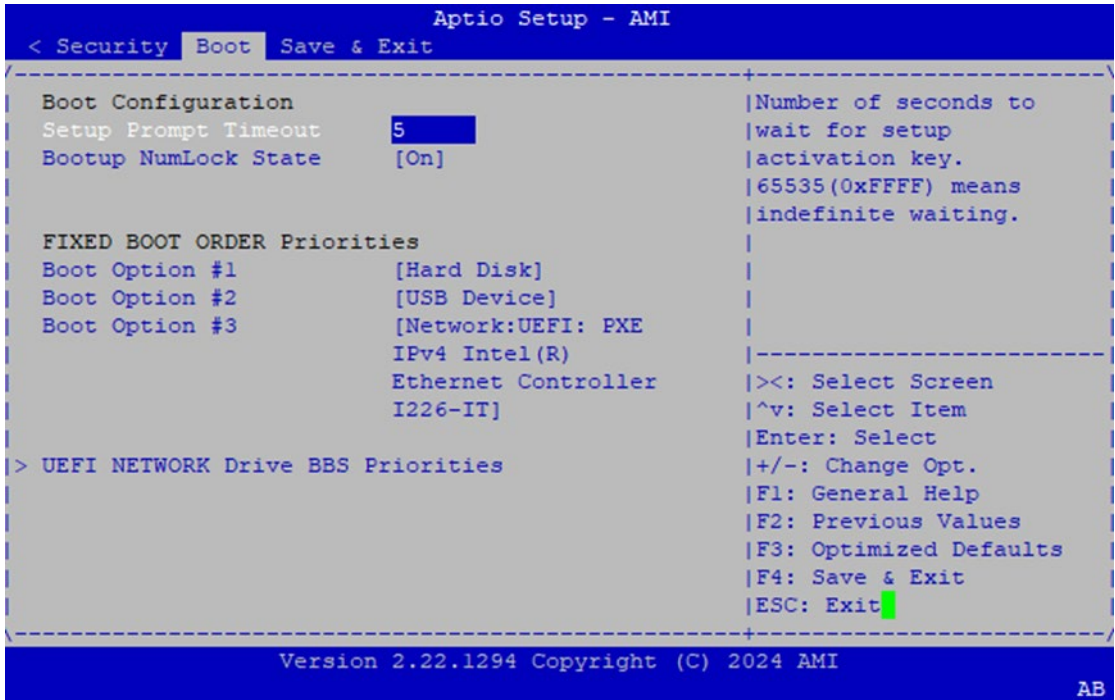 Aptio Setup - AMI
< Security Boot Save & Exit
Boot Configuration
Setup Prompt Timeout 5
Bootup NumLock State [On]
FIXED BOOT ORDER Priorities
Boot Option #1 [Hard Disk]
Boot Option #2 [USB Device]
Boot Option #3 [Network:UEFI: PXE
IPv4 Intel(R)
Ethernet Controller
I226-IT]
> UEFI NETWORK Drive BBS Priorities
Number of seconds to
wait for setup
activation key.
65535(0xFFFF) means
indefinite waiting.
><: Select Screen
^v: Select Item
Enter: Select
+/-: Change Opt.
F1: General Help
F2: Previous Values
F3: Optimized Defaults
F4: Save & Exit
ESC: Exit
Version 2.22.1294 Copyright (C) 2024 AMI
AB